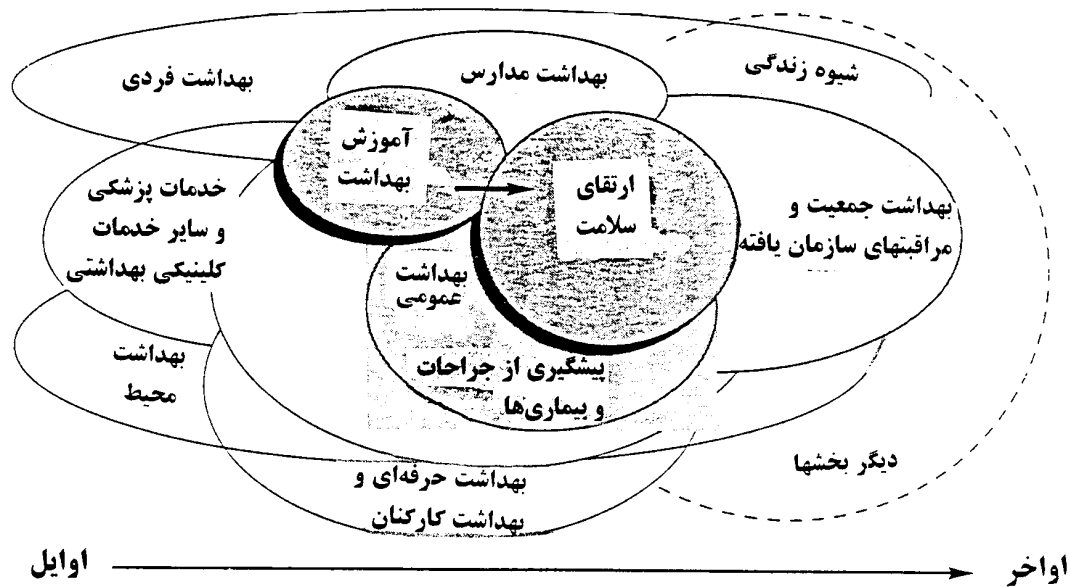 شیوه زندگی
بهداشت مدارس
بهداشت فردی
آموزش
بهداشت
ارتقای
سلامت
خدمات پزشکی
و سایر خدمات
کلینیکی بهداشتی
بهداشت جمعیت و
مراقبتهای سازمان یافته
بهداشت
عمومی
پیشگیری از جراحات
و بیماری‌ها
بهداشت
محیط
دیگر بخشها
بهداشت حرفه‌ای و
بهداشت کارکنان
اوایل
اواخر